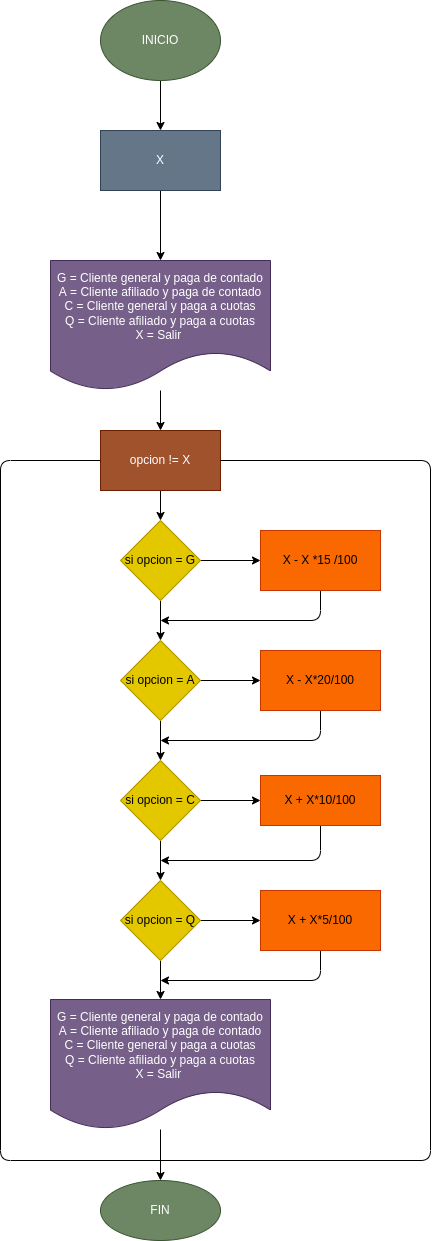 INICIO
X
G = Cliente general y paga de contado
A = Cliente afiliado y paga de contado
C = Cliente general y paga a cuotas
Q = Cliente afiliado y paga a cuotas
X = Salir
opcion != X
si opcion = G
X - X *15 /100
si opcion = A
X - X*20/100
si opcion = C
X + X*10/100
si opcion = Q
X + X*5/100
G = Cliente general y paga de contado
A = Cliente afiliado y paga de contado
C = Cliente general y paga a cuotas
Q = Cliente afiliado y paga a cuotas
X = Salir
FIN